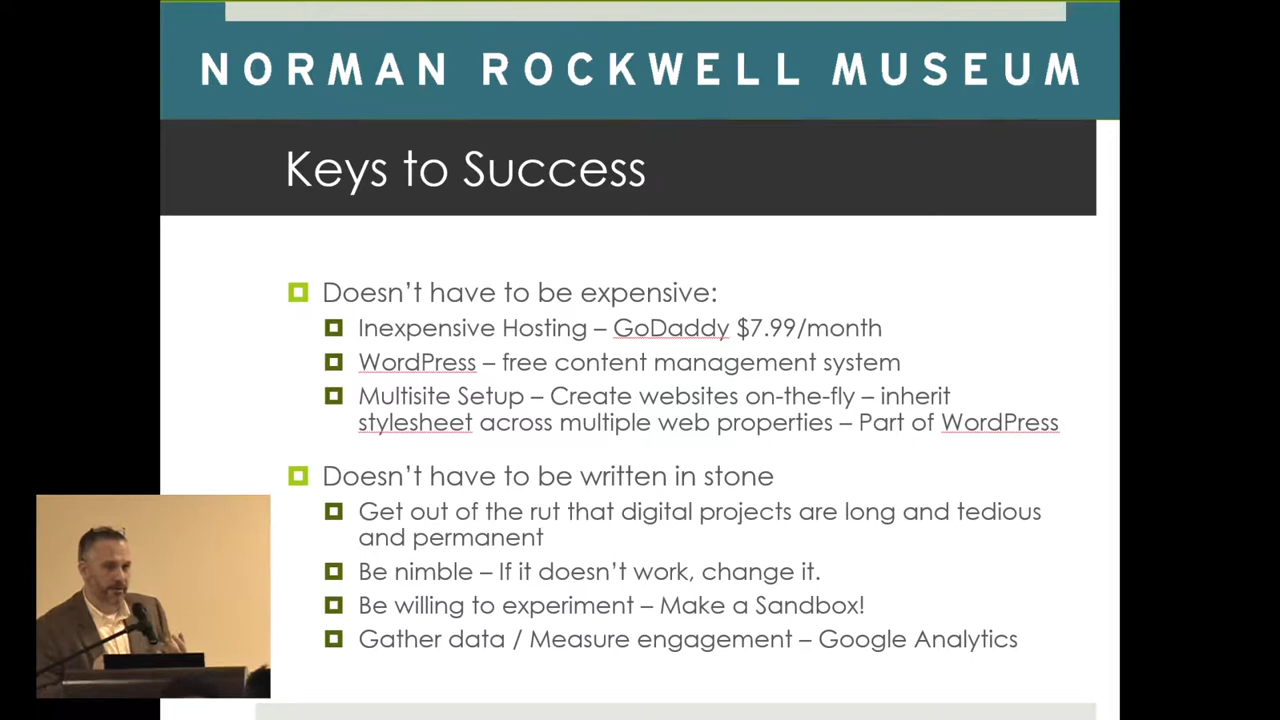 NORMAN ROCKWELL MUSEUM
Keys to Success
Doesn't have to be expensive:
Inexpensive Hosting – GoDaddy $7.99/month
WordPress – free content management system
Multisite Setup – Create websites on-the-fly – inherit
stylesheet across multiple web properties – Part of WordPress
Doesn't have to be written in stone
Get out of the rut that digital projects are long and tedious
and permanent
Be nimble – If it doesn't work, change it.
Be willing to experiment – Make a Sandbox!
Gather data / Measure engagement – Google Analytics